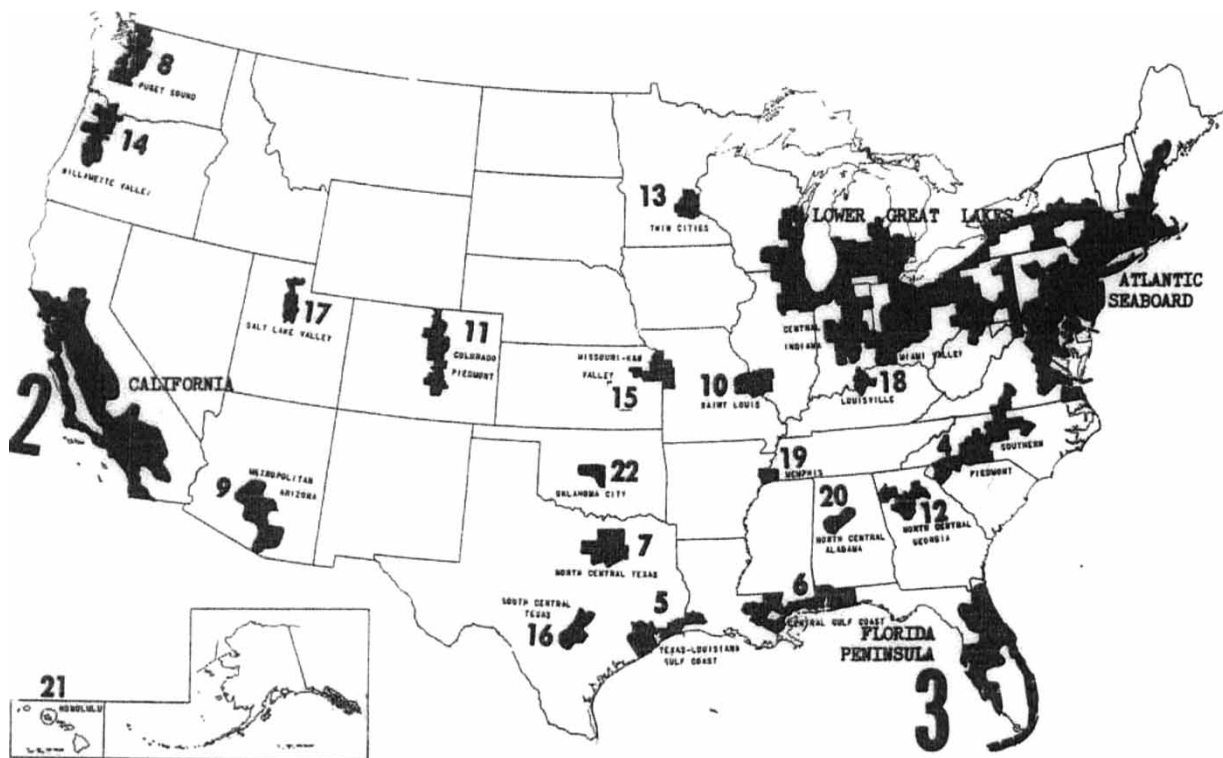 8
PUGET SOUND
14
WILLAMETTE VALLEY
13
TWIN CITIES
LOWER GREAT LAKES
ATLANTIC
SEABOARD
17
SALT LAKE VALLEY
11
COLORADO
PIEDMONT
MISSOURI-KAW
VALLEY
15
10
SAINT LOUIS
CENTRAL
INDIANA
MIAMI VALLEY
18
LOUISVILLE
2
CALIFORNIA
METROPOLITAN
ARIZONA
9
22
OKLAHOMA CITY
19
MEMPHIS
4
SOUTHERN
PIEDMONT
20
NORTH CENTRAL
ALABAMA
12
NORTH CENTRAL
GEORGIA
7
NORTH CENTRAL TEXAS
SOUTH CENTRAL
TEXAS
16
5
TEXAS-LOUISIANA
GULF COAST
6
CENTRAL GULF COAST
FLORIDA
PENINSULA
3
21
HONOLULU